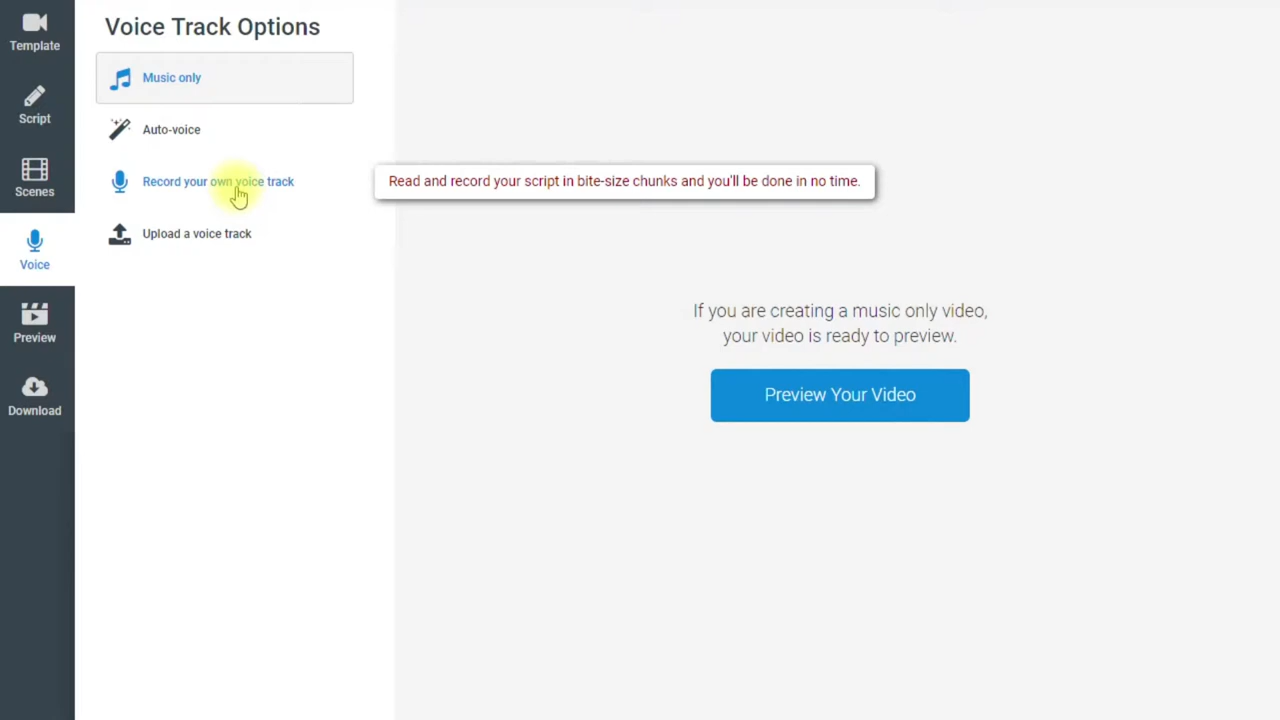 Template
Script
Scenes
Voice
Preview
Download
Voice Track Options
Music only
Auto-voice
Record your own voice track
Upload a voice track
Read and record your script in bite-size chunks and you'll be done in no time.
If you are creating a music only video,
your video is ready to preview.
Preview Your Video